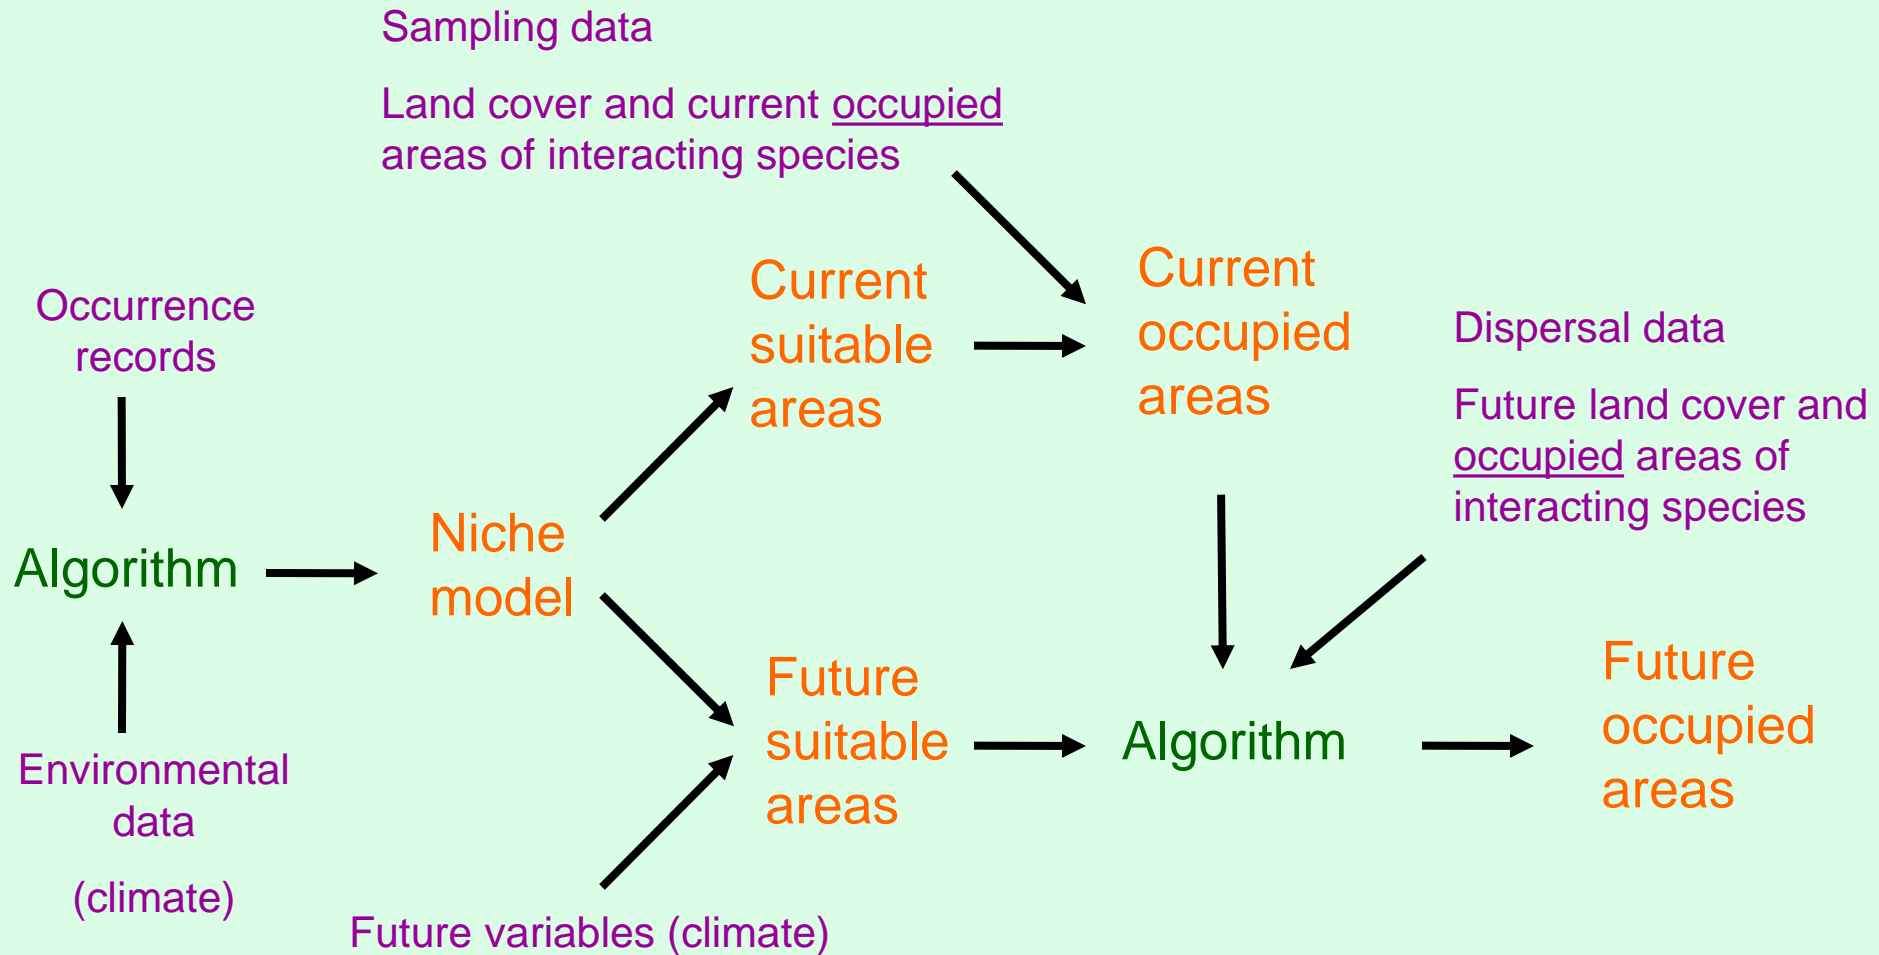 Sampling data
Land cover and current occupied
areas of interacting species
Occurrence
records
Algorithm
Environmental
data
(climate)
Niche
model
Current
suitable
areas
Current
occupied
areas
Dispersal data
Future land cover and
occupied areas of
interacting species
Future
suitable
areas
Future variables (climate)
Algorithm
Future
occupied
areas